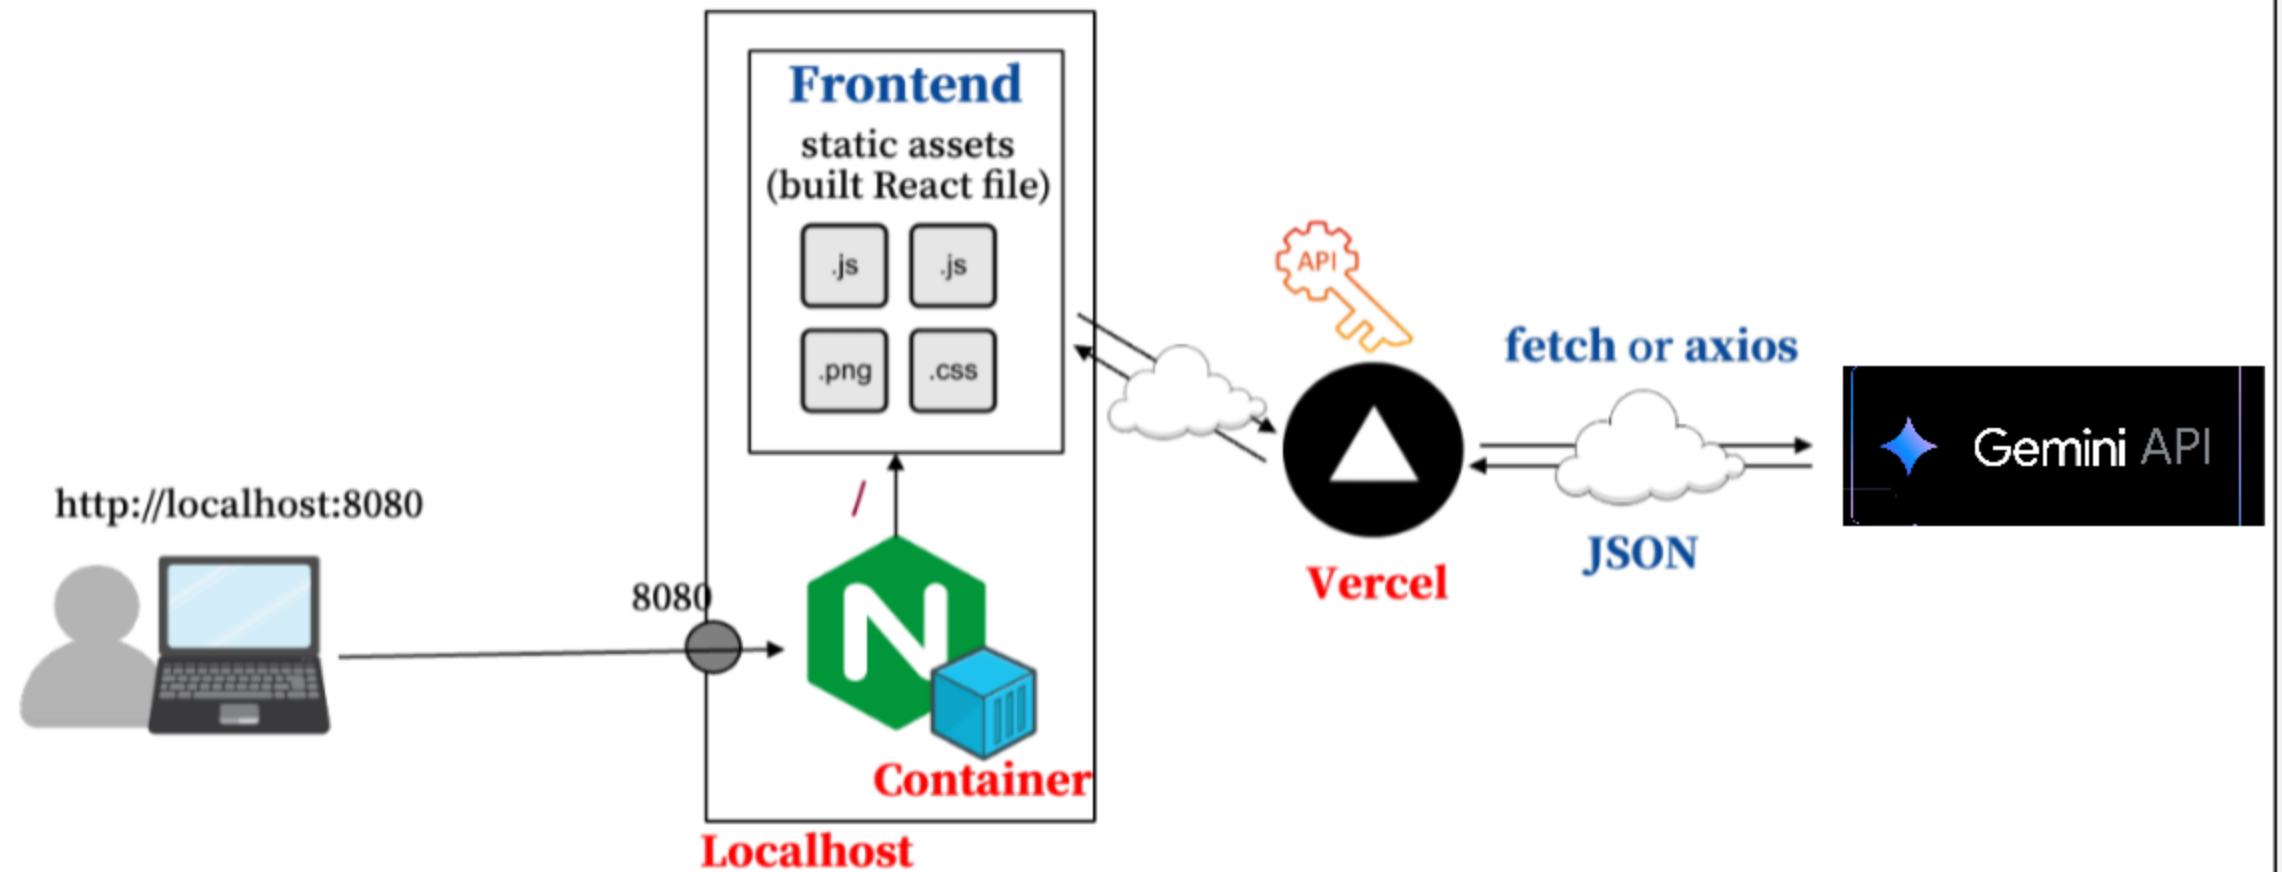 Frontend
static assets
(built React file)
.js
.js
.png
.css
/
http://localhost:8080
8080
Container
Localhost
API
Vercel
fetch or axios
JSON
Gemini API